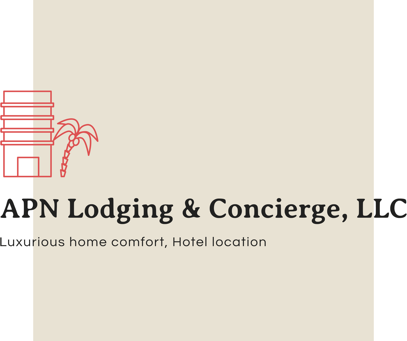 APN Lodging & Concierge, LLC
Luxurious home comfort, Hotel location